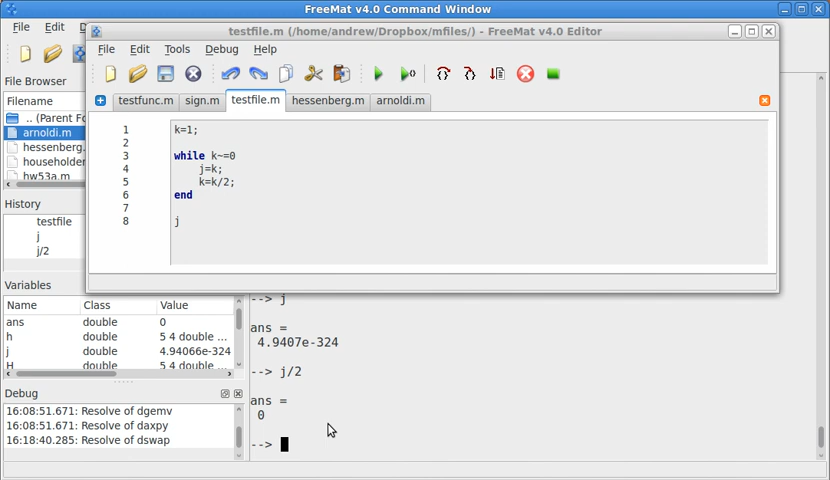 FreeMat v4.0 Command Window
File Edit
testfile.m (/home/andrew/Dropbox/mfiles/) - FreeMat v4.0 Editor
File Edit Tools Debug Help
testfunc.m sign.m testfile.m hessenberg.m arnoldi.m
1 k=1;
2
3 while k~=0
4 j=k;
5 k=k/2;
6 end
7
8 j
File Browser
Filename
.. (Parent Fo
arnoldi.m
hessenberg.
householder
hw53a.m
History
testfile
j
j/2
Variables
Name Class Value
ans double 0
h double 5 4 double ...
j double 4.94066e-324
H double 5 4 double ...
Debug
16:08:51.671: Resolve of dgemv
16:08:51.671: Resolve of daxpy
16:18:40.285: Resolve of dswap
--> j
ans =
4.9407e-324
--> j/2
ans =
0
-->